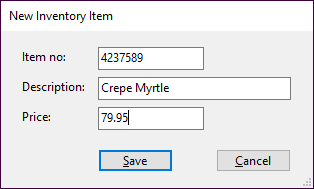 New Inventory Item
Item no: 4237589
Description: Crepe Myrtle
Price: 79.95
Save Cancel